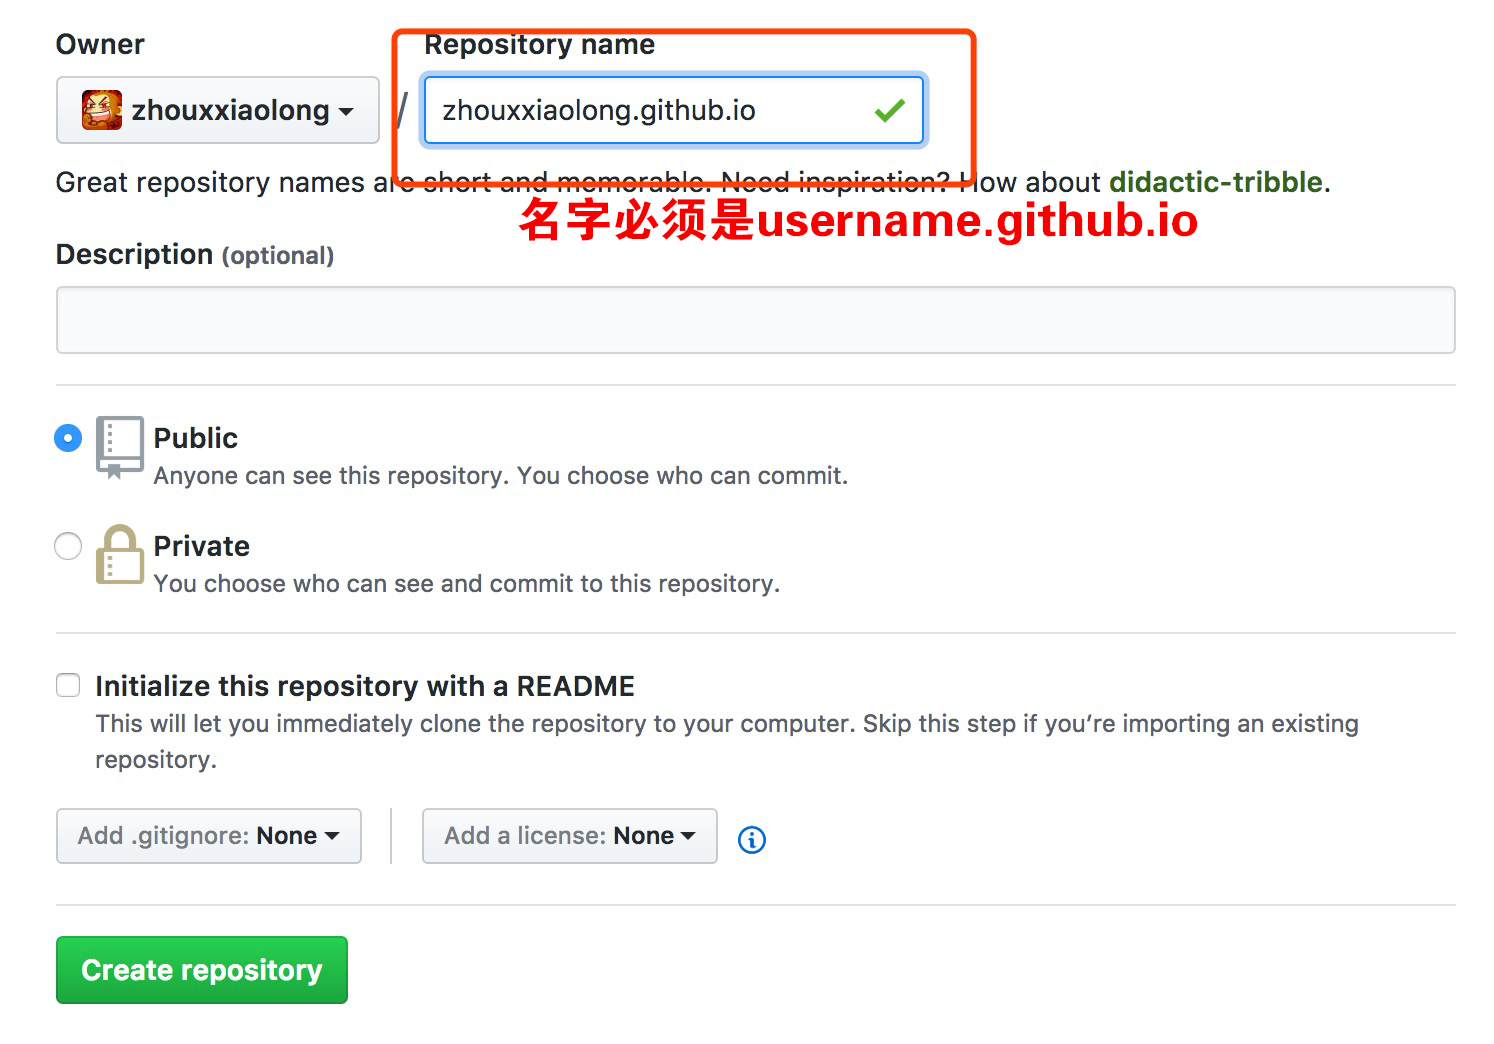 Owner
Repository name
zhouxxiaolong
/
zhouxxiaolong.github.io
Great repository names are short and memorable. Need inspiration? How about didactic-tribble.
名字必须是username.github.io
Description (optional)
Public
Anyone can see this repository. You choose who can commit.
Private
You choose who can see and commit to this repository.
Initialize this repository with a README
This will let you immediately clone the repository to your computer. Skip this step if you’re importing an existing
repository.
Add .gitignore: None
Add a license: None
Create repository